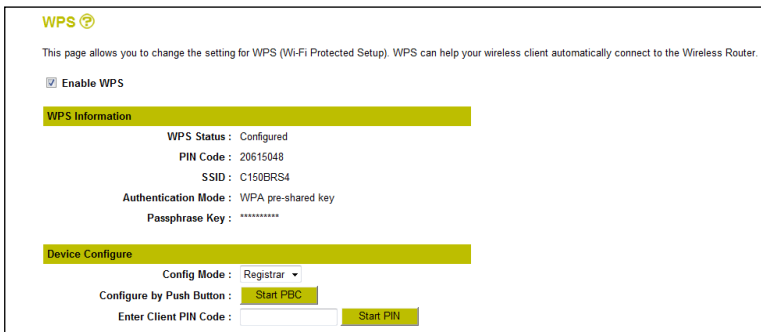 WPS ?
This page allows you to change the setting for WPS (Wi-Fi Protected Setup). WPS can help your wireless client automatically connect to the Wireless Router.
Enable WPS
WPS Information
WPS Status : Configured
PIN Code : 20615048
SSID : C150BRS4
Authentication Mode : WPA pre-shared key
Passphrase Key : **********
Device Configure
Config Mode : Registrar
Configure by Push Button : Start PBC
Enter Client PIN Code : Start PIN